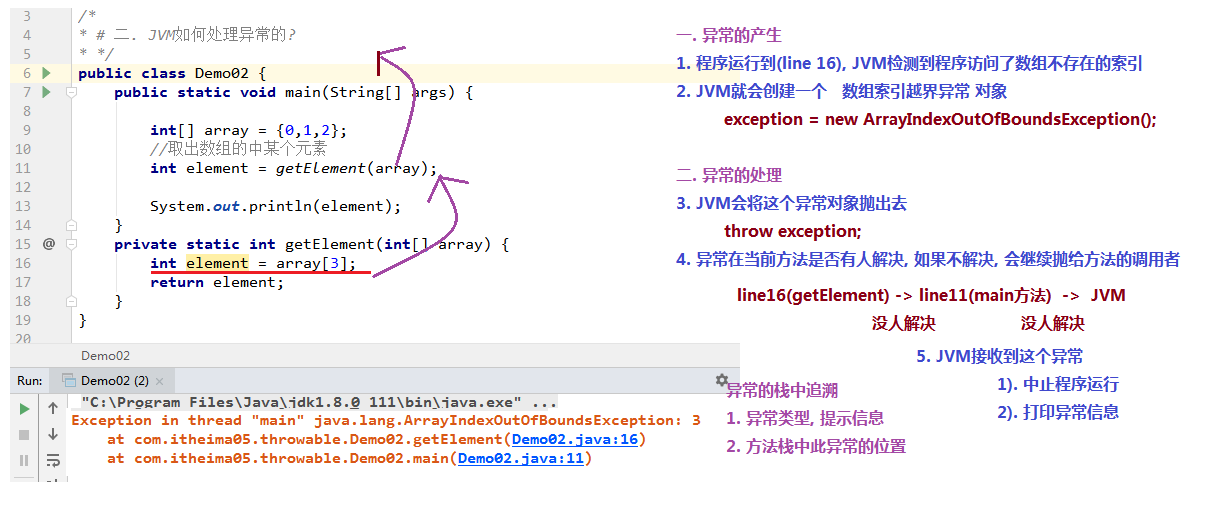 3 /*
4 * # 二. JVM如何处理异常的?
5 * */
6 public class Demo02 {
7 public static void main(String[] args) {
8
9 int[] array = {0,1,2};
10 //取出数组的中某个元素
11 int element = getElement(array);
12
13 System.out.println(element);
14 }
15 @ private static int getElement(int[] array) {
16 int element = array[3];
17 return element;
18 }
19 }
20
Demo02
Run: Demo02 (2) ×
"C:\Program Files\Java\jdk1.8.0_111\bin\java.exe" ...
Exception in thread "main" java.lang.ArrayIndexOutOfBoundsException: 3
at com.itheima05.throwable.Demo02.getElement(Demo02.java:16)
at com.itheima05.throwable.Demo02.main(Demo02.java:11)
一. 异常的产生
1. 程序运行到(line 16), JVM检测到程序访问了数组不存在的索引
2. JVM就会创建一个 数组索引越界异常 对象
exception = new ArrayIndexOutOfBoundsException();
二. 异常的处理
3. JVM会将这个异常对象抛出去
throw exception;
4. 异常在当前方法是否有人解决, 如果不解决, 会继续抛给方法的调用者
line16(getElement) -> line11(main方法) -> JVM
没人解决 没人解决
5. JVM接收到这个异常
1). 中止程序运行
2). 打印异常信息
异常的栈中追溯
1. 异常类型, 提示信息
2. 方法栈中此异常的位置